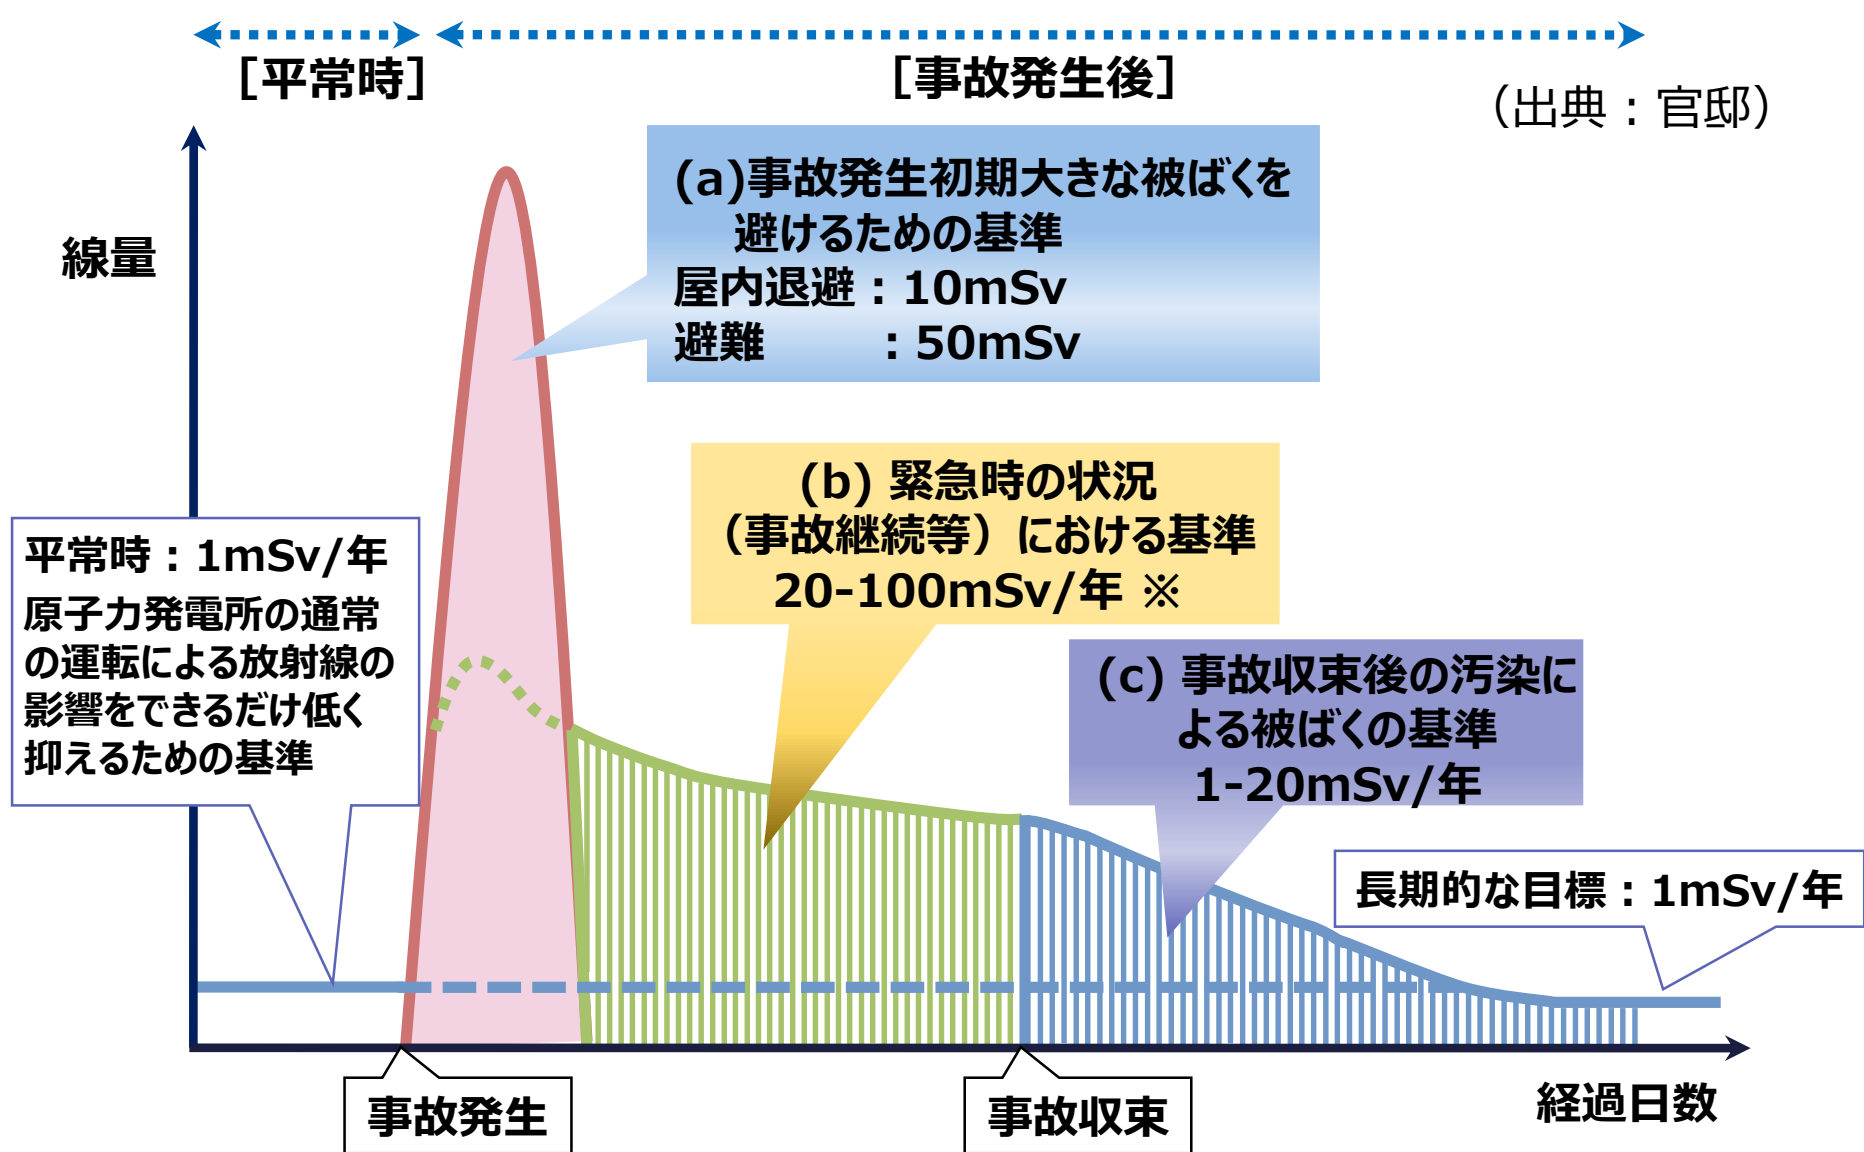 ［平常時］
［事故発生後］
（出典：官邸）
線量
(a)事故発生初期大きな被ばくを
避けるための基準
屋内退避：10mSv
避難　　：50mSv
(b) 緊急時の状況
（事故継続等）における基準
20-100mSv/年 ※
平常時：1mSv/年
原子力発電所の通常
の運転による放射線の
影響をできるだけ低く
抑えるための基準
(c) 事故収束後の汚染に
よる被ばくの基準
1-20mSv/年
長期的な目標：1mSv/年
事故発生
事故収束
経過日数